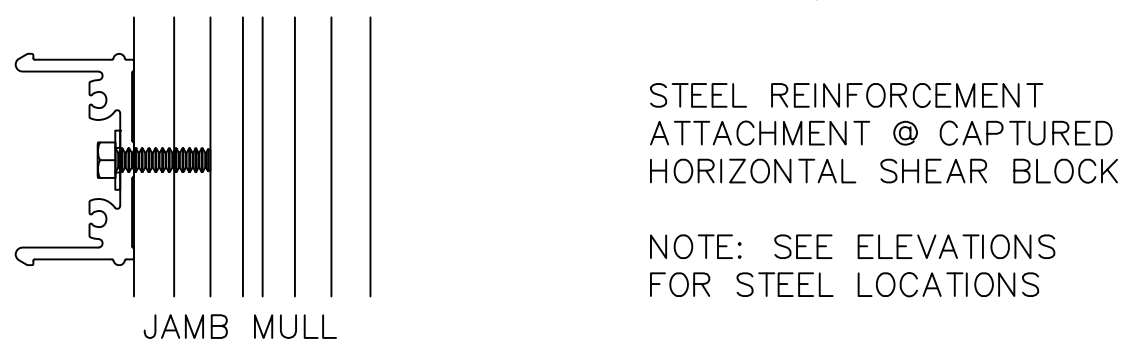 JAMB MULL
STEEL REINFORCEMENT
ATTACHMENT @ CAPTURED
HORIZONTAL SHEAR BLOCK
NOTE: SEE ELEVATIONS
FOR STEEL LOCATIONS